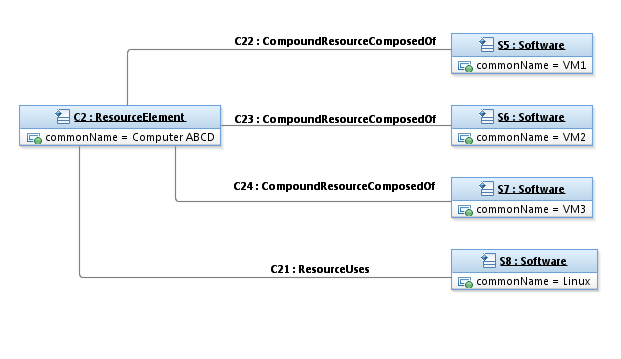 C22 : CompoundResourceComposedOf
S5 : Software
commonName = VM1
C2 : ResourceElement
commonName = Computer ABCD
C23 : CompoundResourceComposedOf
S6 : Software
commonName = VM2
C24 : CompoundResourceComposedOf
S7 : Software
commonName = VM3
C21 : ResourceUses
S8 : Software
commonName = Linux